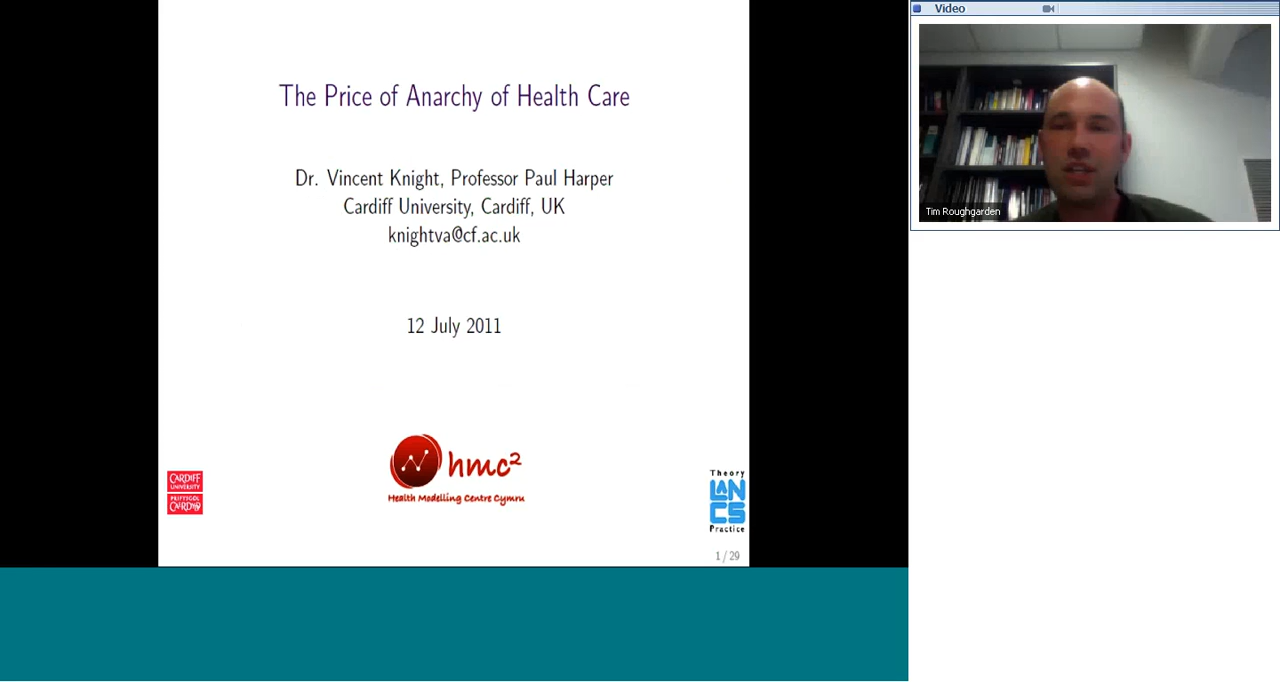 The Price of Anarchy of Health Care
Dr. Vincent Knight, Professor Paul Harper
Cardiff University, Cardiff, UK
knightva@cf.ac.uk
12 July 2011
hmc²
Health Modelling Centre Cymru
CARDIFF
UNIVERSITY
PRIFYSGOL
CAERDYDD
Theory
LANCS
Practice
1 / 29
Video
Tim Roughgarden